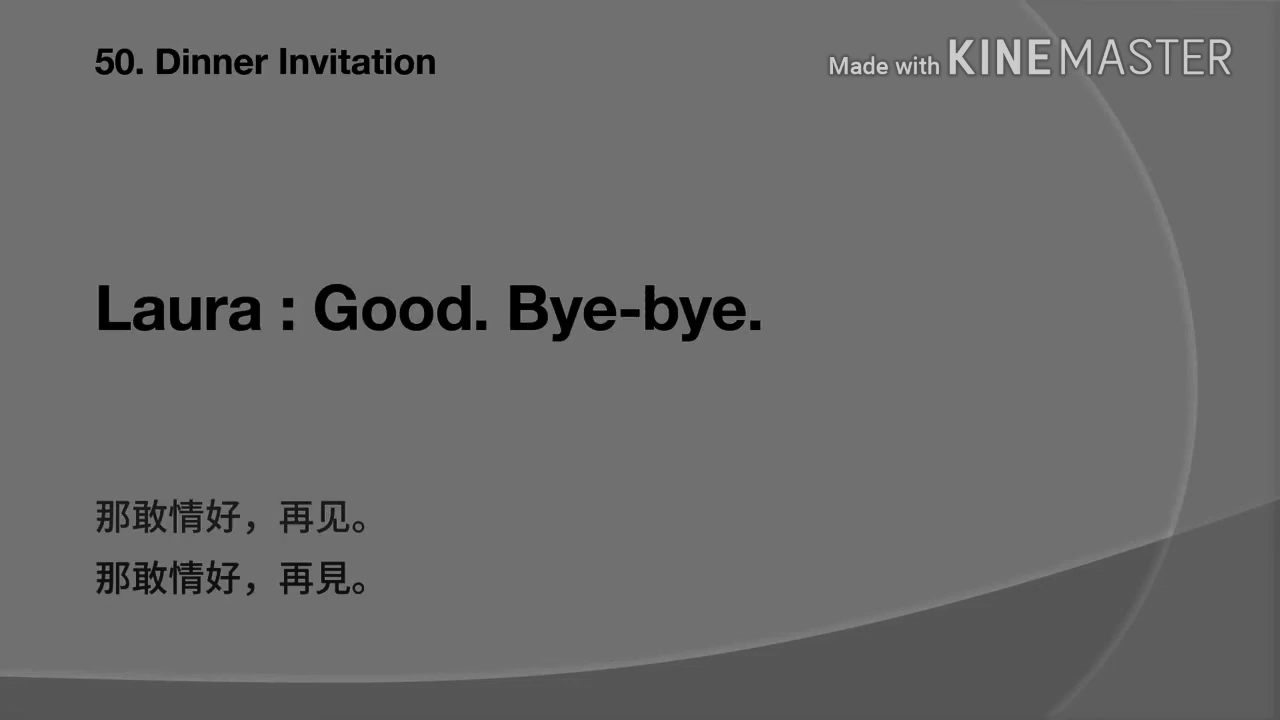 50. Dinner Invitation
Made with KINEMASTER
Laura : Good. Bye-bye.
那敢情好，再见。
那敢情好，再見。